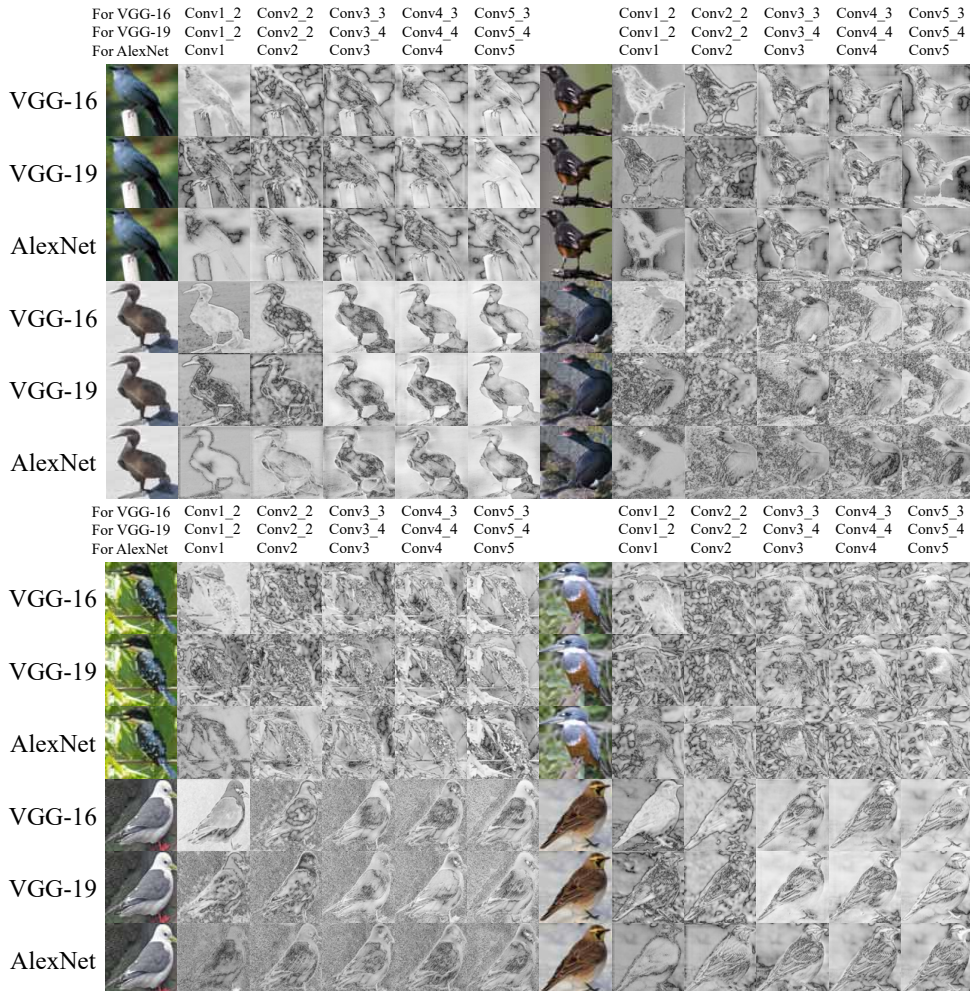 For VGG-16 Conv1_2 Conv2_2 Conv3_3 Conv4_3 Conv5_3 Conv1_2 Conv2_2 Conv3_3 Conv4_3 Conv5_3
For VGG-19 Conv1_2 Conv2_2 Conv3_4 Conv4_4 Conv5_4 Conv1_2 Conv2_2 Conv3_4 Conv4_4 Conv5_4
For AlexNet Conv1 Conv2 Conv3 Conv4 Conv5 Conv1 Conv2 Conv3 Conv4 Conv5
VGG-16
VGG-19
AlexNet
VGG-16
VGG-19
AlexNet
For VGG-16 Conv1_2 Conv2_2 Conv3_3 Conv4_3 Conv5_3 Conv1_2 Conv2_2 Conv3_3 Conv4_3 Conv5_3
For VGG-19 Conv1_2 Conv2_2 Conv3_4 Conv4_4 Conv5_4 Conv1_2 Conv2_2 Conv3_4 Conv4_4 Conv5_4
For AlexNet Conv1 Conv2 Conv3 Conv4 Conv5 Conv1 Conv2 Conv3 Conv4 Conv5
VGG-16
VGG-19
AlexNet
VGG-16
VGG-19
AlexNet